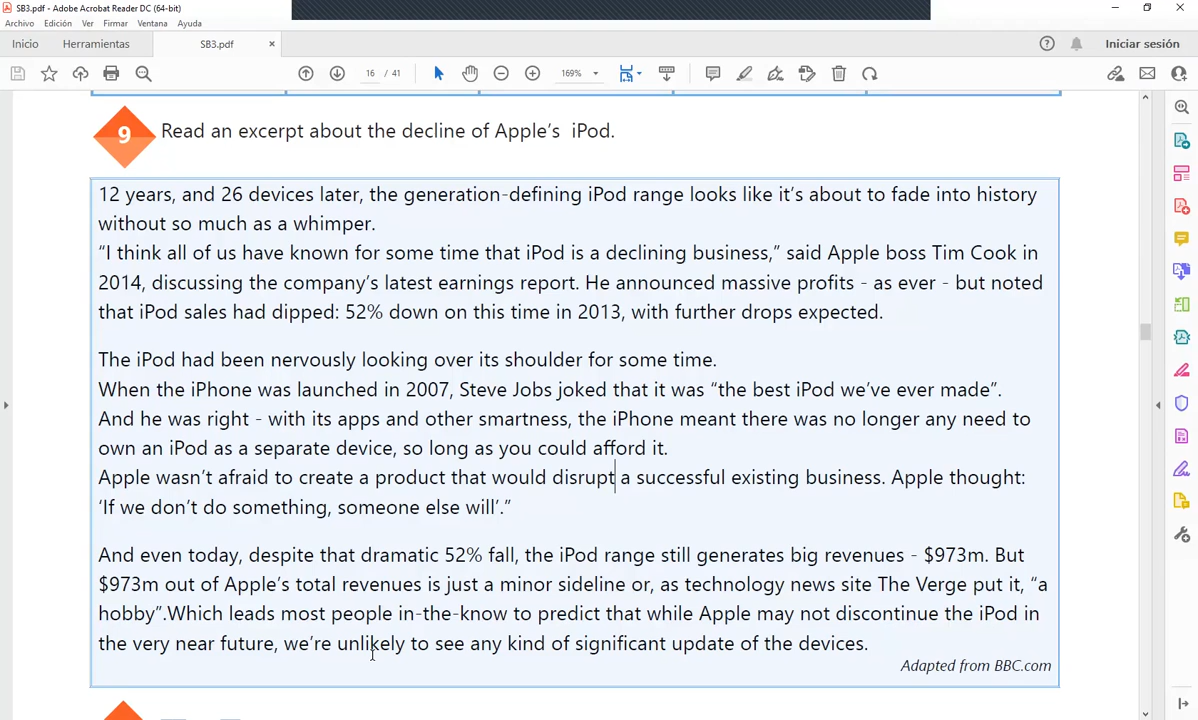 SB3.pdf - Adobe Acrobat Reader DC (64-bit)
Archivo Edición Ver Firmar Ventana Ayuda
Inicio Herramientas SB3.pdf × Iniciar sesión
16 / 41 169%
9 Read an excerpt about the decline of Apple's iPod.
12 years, and 26 devices later, the generation-defining iPod range looks like it's about to fade into history
without so much as a whimper.
“I think all of us have known for some time that iPod is a declining business,” said Apple boss Tim Cook in
2014, discussing the company's latest earnings report. He announced massive profits - as ever - but noted
that iPod sales had dipped: 52% down on this time in 2013, with further drops expected.
The iPod had been nervously looking over its shoulder for some time.
When the iPhone was launched in 2007, Steve Jobs joked that it was “the best iPod we've ever made”.
And he was right - with its apps and other smartness, the iPhone meant there was no longer any need to
own an iPod as a separate device, so long as you could afford it.
Apple wasn't afraid to create a product that would disrupt a successful existing business. Apple thought:
‘If we don't do something, someone else will’.”
And even today, despite that dramatic 52% fall, the iPod range still generates big revenues - $973m. But
$973m out of Apple's total revenues is just a minor sideline or, as technology news site The Verge put it, “a
hobby”.Which leads most people in-the-know to predict that while Apple may not discontinue the iPod in
the very near future, we're unlikely to see any kind of significant update of the devices.
Adapted from BBC.com